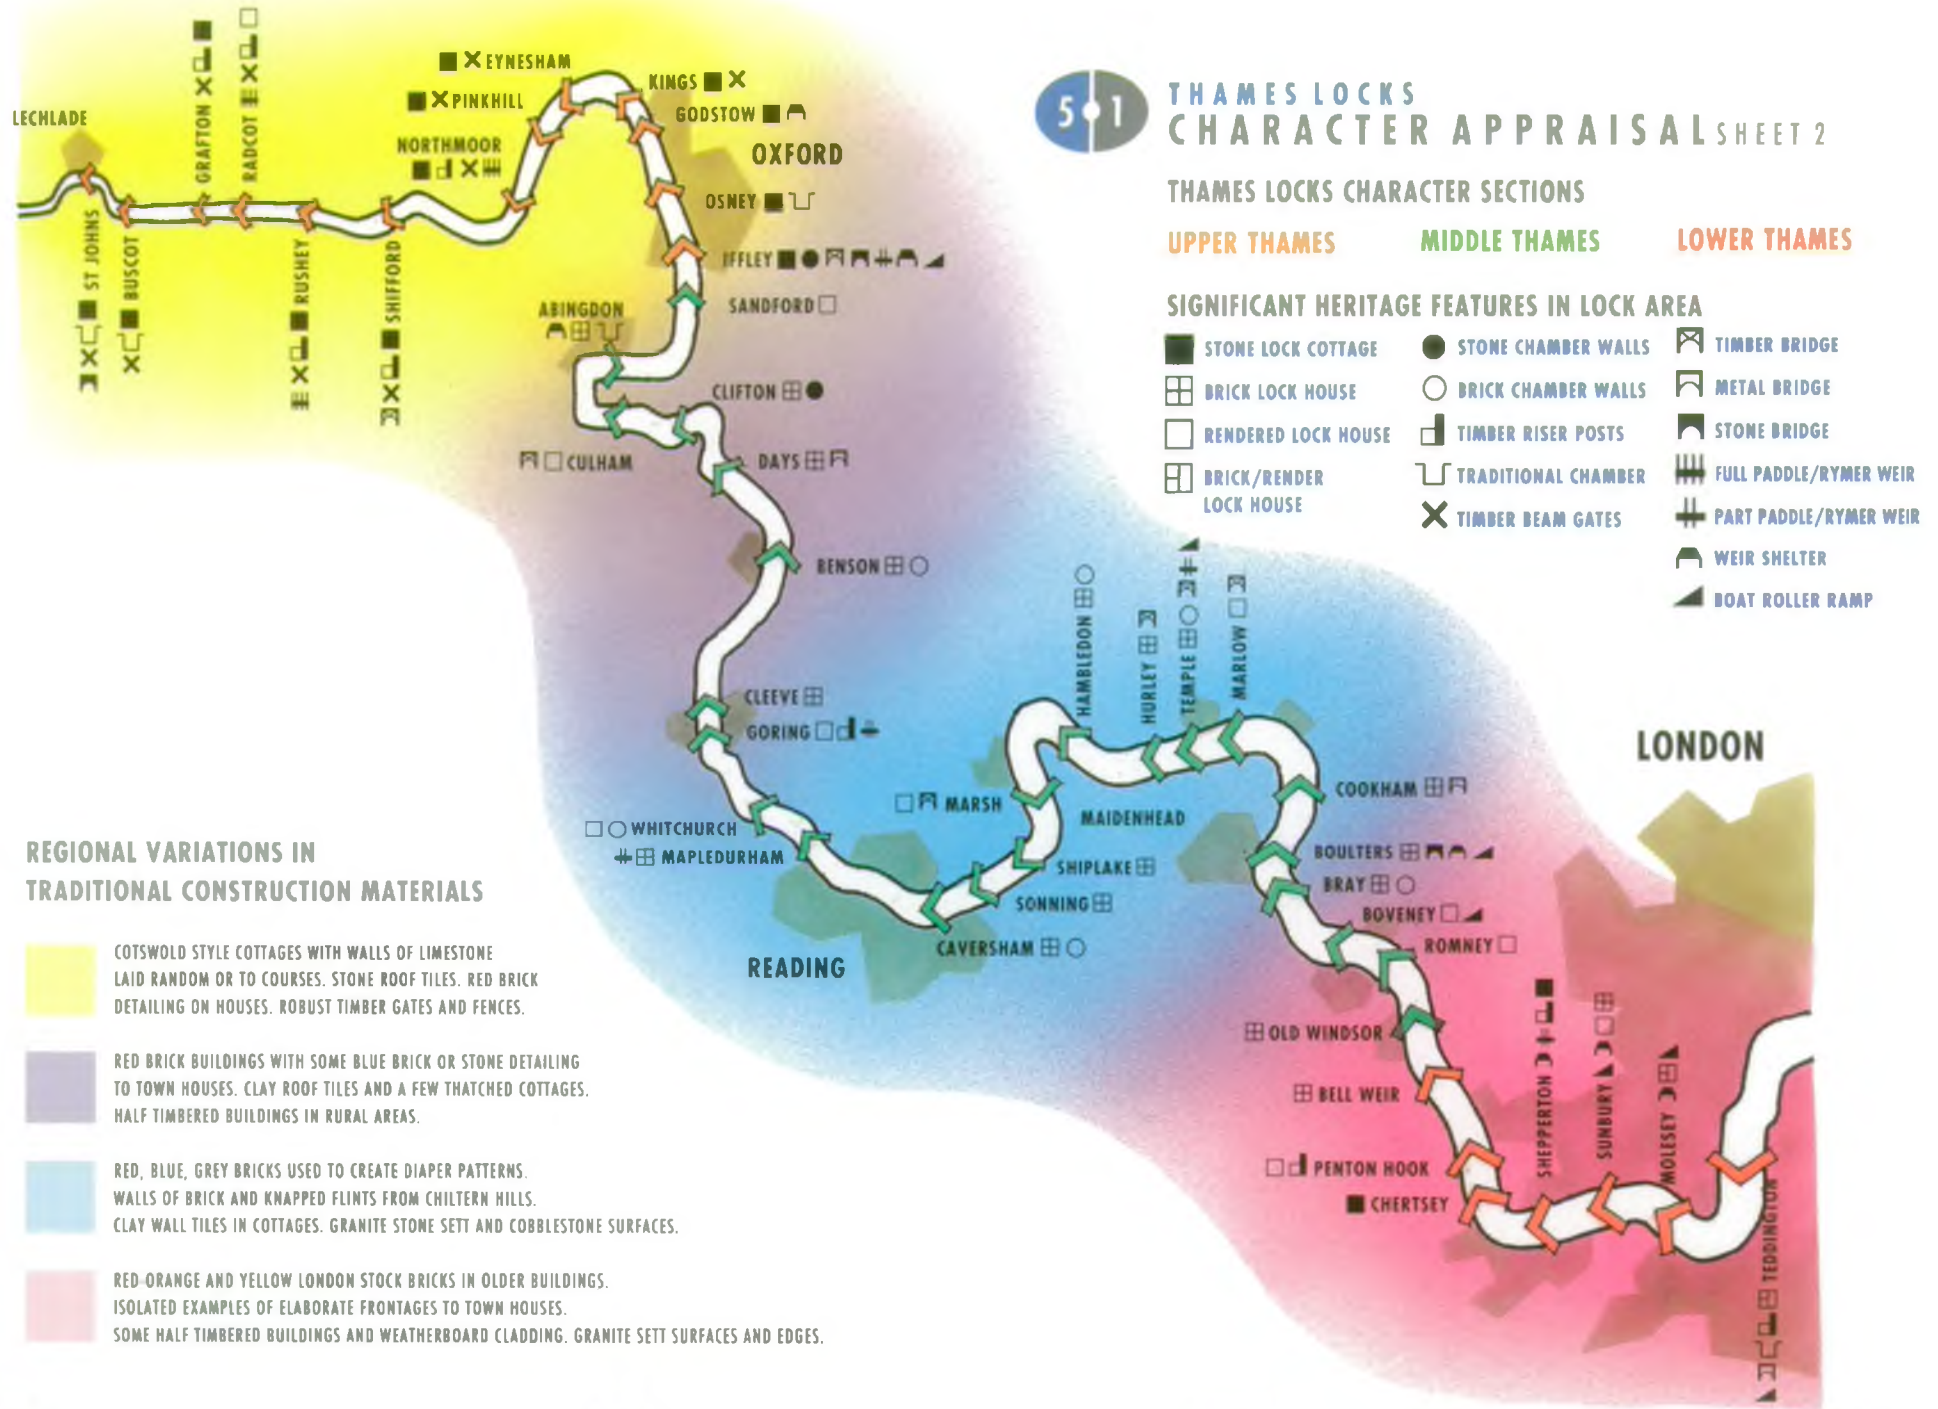 5 1
THAMES LOCKS
CHARACTER APPRAISAL SHEET 2
THAMES LOCKS CHARACTER SECTIONS
UPPER THAMES
MIDDLE THAMES
LOWER THAMES
SIGNIFICANT HERITAGE FEATURES IN LOCK AREA
STONE LOCK COTTAGE
BRICK LOCK HOUSE
RENDERED LOCK HOUSE
BRICK/RENDER
LOCK HOUSE
STONE CHAMBER WALLS
BRICK CHAMBER WALLS
TIMBER RISER POSTS
TRADITIONAL CHAMBER
TIMBER BEAM GATES
TIMBER BRIDGE
METAL BRIDGE
STONE BRIDGE
FULL PADDLE/RYMER WEIR
PART PADDLE/RYMER WEIR
WEIR SHELTER
BOAT ROLLER RAMP
LECHLADE
ST JOHNS
BUSCOT
GRAFTON
RADCOT
RUSHEY
SHIFFORD
NORTHMOOR
PINKHILL
EYNESHAM
KINGS
GODSTOW
OXFORD
OSNEY
IFFLEY
SANDFORD
ABINGDON
CLIFTON
CULHAM
DAYS
BENSON
CLEEVE
GORING
WHITCHURCH
MAPLEDURHAM
READING
CAVERSHAM
SONNING
SHIPLAKE
MARSH
HAMBLEDON
HURLEY
TEMPLE
MARLOW
MAIDENHEAD
COOKHAM
BOULTERS
BRAY
BOVENEY
ROMNEY
OLD WINDSOR
BELL WEIR
PENTON HOOK
CHERTSEY
SHEPPERTON
SUNBURY
MOLESEY
TEDDINGTON
LONDON
REGIONAL VARIATIONS IN
TRADITIONAL CONSTRUCTION MATERIALS
COTSWOLD STYLE COTTAGES WITH WALLS OF LIMESTONE
LAID RANDOM OR TO COURSES. STONE ROOF TILES. RED BRICK
DETAILING ON HOUSES. ROBUST TIMBER GATES AND FENCES.
RED BRICK BUILDINGS WITH SOME BLUE BRICK OR STONE DETAILING
TO TOWN HOUSES. CLAY ROOF TILES AND A FEW THATCHED COTTAGES.
HALF TIMBERED BUILDINGS IN RURAL AREAS.
RED, BLUE, GREY BRICKS USED TO CREATE DIAPER PATTERNS.
WALLS OF BRICK AND KNAPPED FLINTS FROM CHILTERN HILLS.
CLAY WALL TILES IN COTTAGES. GRANITE STONE SETT AND COBBLESTONE SURFACES.
RED-ORANGE AND YELLOW LONDON STOCK BRICKS IN OLDER BUILDINGS.
ISOLATED EXAMPLES OF ELABORATE FRONTAGES TO TOWN HOUSES.
SOME HALF TIMBERED BUILDINGS AND WEATHERBOARD CLADDING. GRANITE SETT SURFACES AND EDGES.